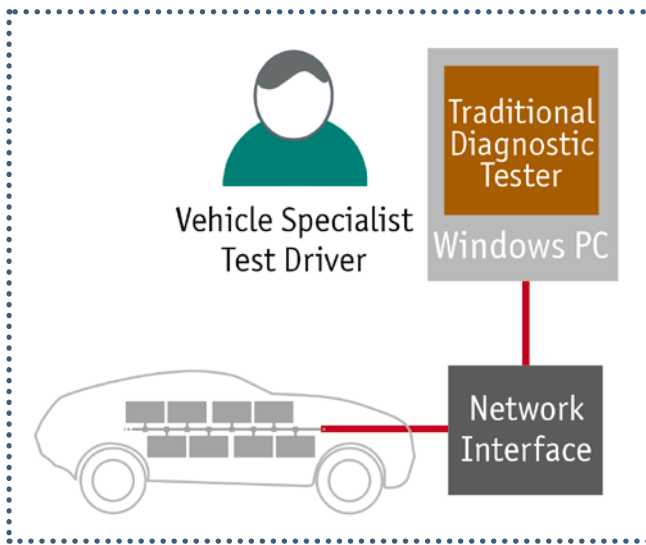 Traditional
Diagnostic
Tester
Windows PC
Vehicle Specialist
Test Driver
Network
Interface